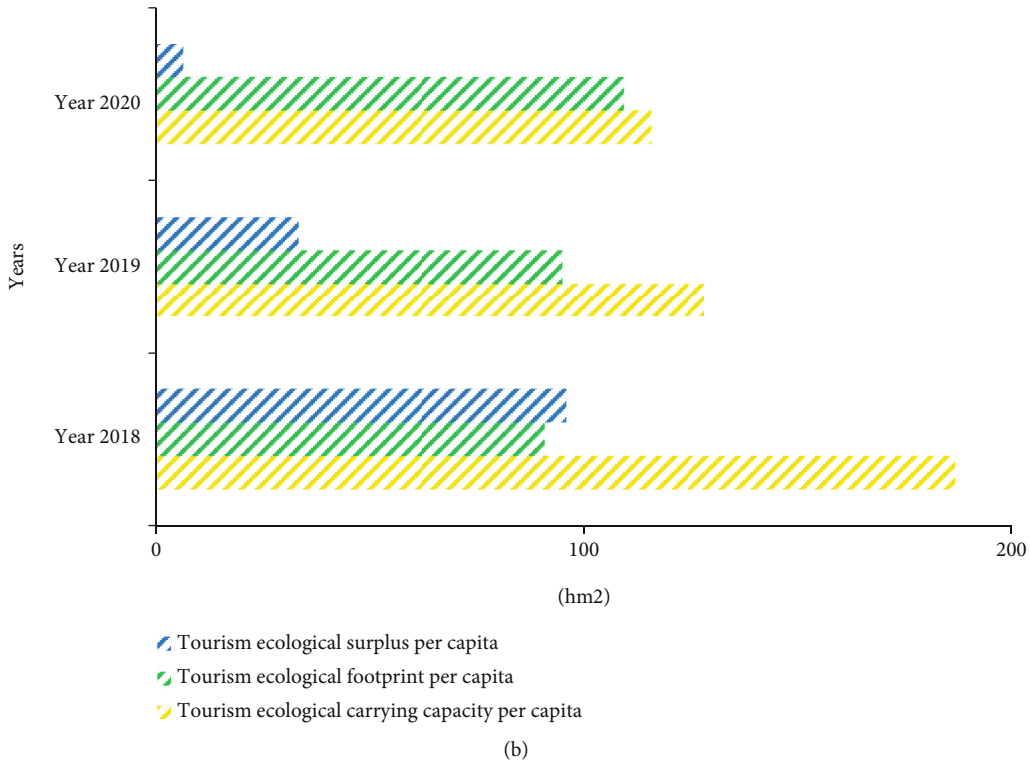 Years
Year 2020
Year 2019
Year 2018
0
100
200
(hm2)
Tourism ecological surplus per capita
Tourism ecological footprint per capita
Tourism ecological carrying capacity per capita
(b)